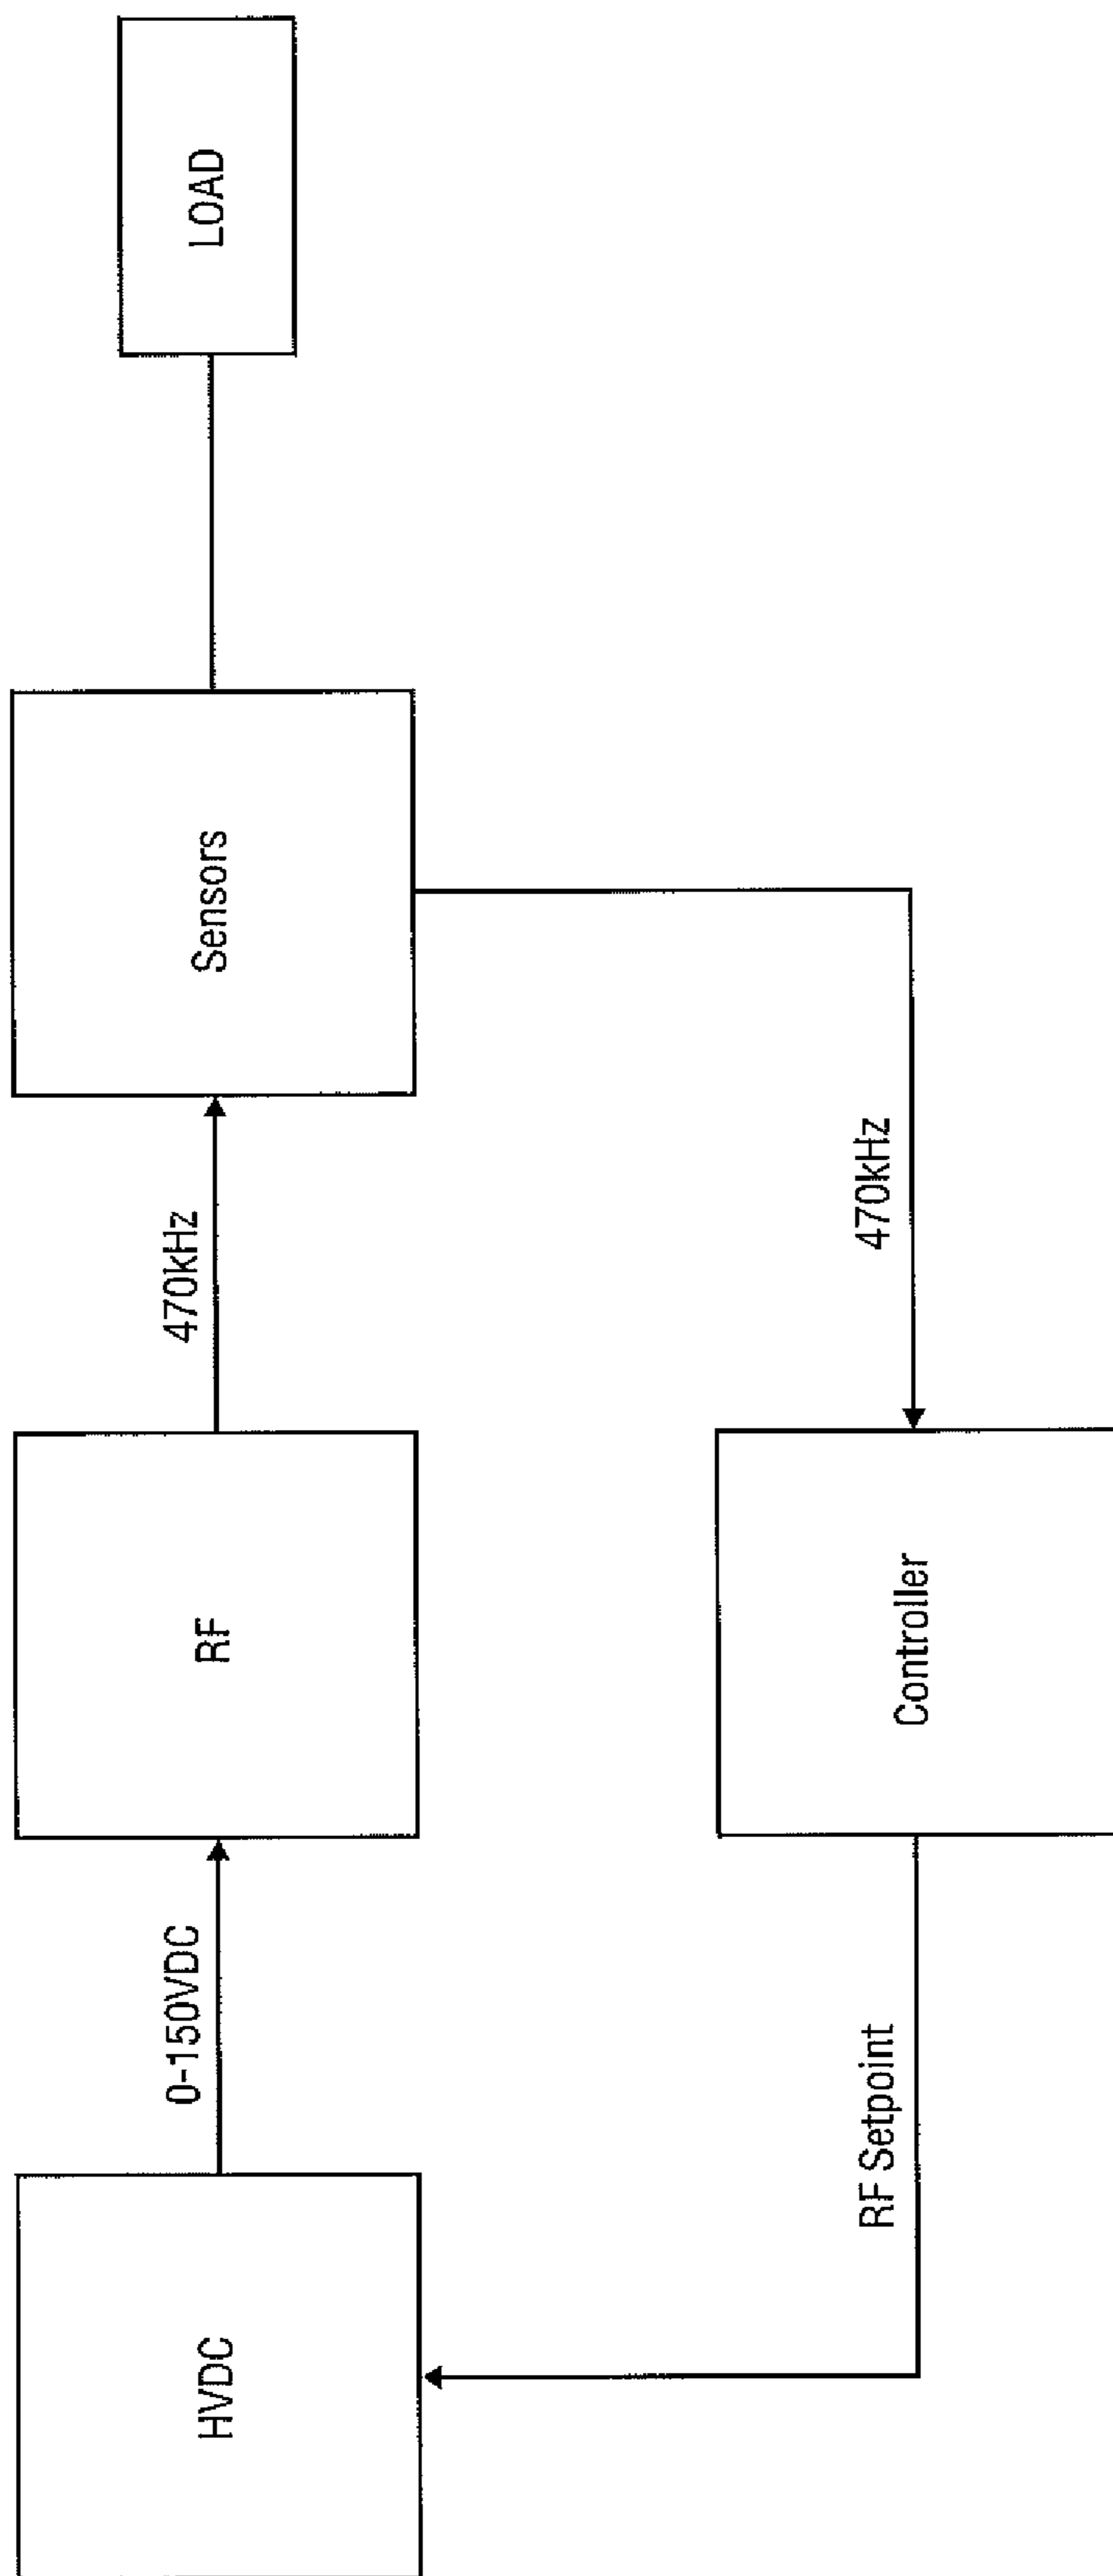 HVDC
0-150VDC
RF
470kHz
Sensors
LOAD
RF Setpoint
Controller
470kHz